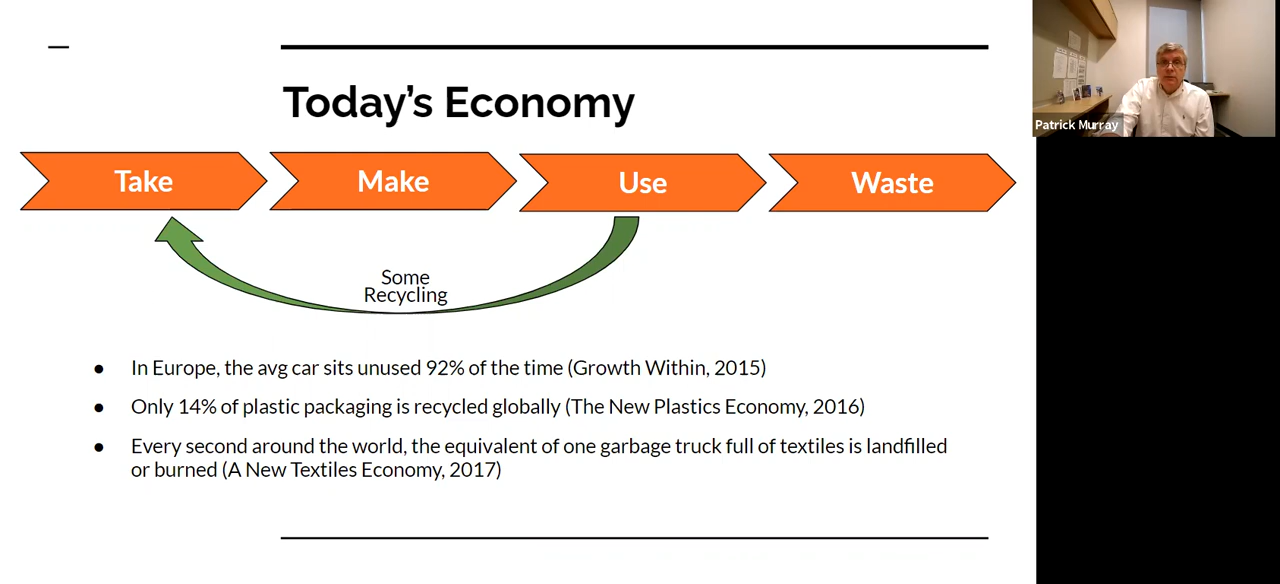 Today's Economy
Take
Make
Use
Waste
Some
Recycling
● In Europe, the avg car sits unused 92% of the time (Growth Within, 2015)
● Only 14% of plastic packaging is recycled globally (The New Plastics Economy, 2016)
● Every second around the world, the equivalent of one garbage truck full of textiles is landfilled
or burned (A New Textiles Economy, 2017)
Patrick Murray